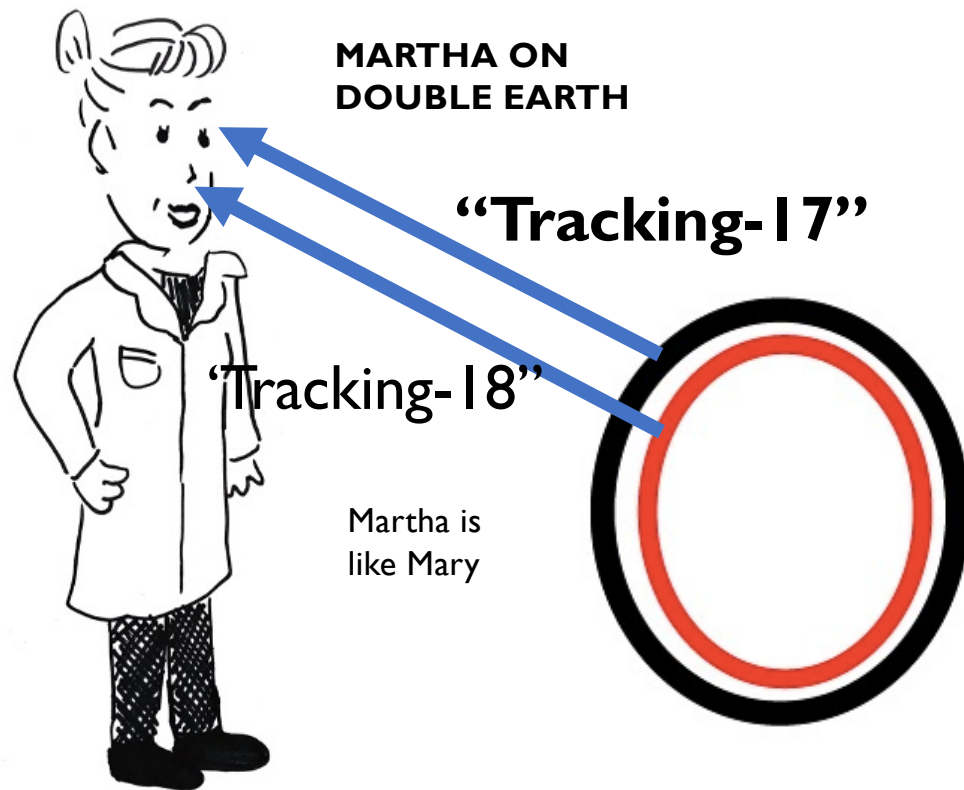 MARTHA ON
DOUBLE EARTH
“Tracking-17”
‘Tracking-18”
Martha is
like Mary